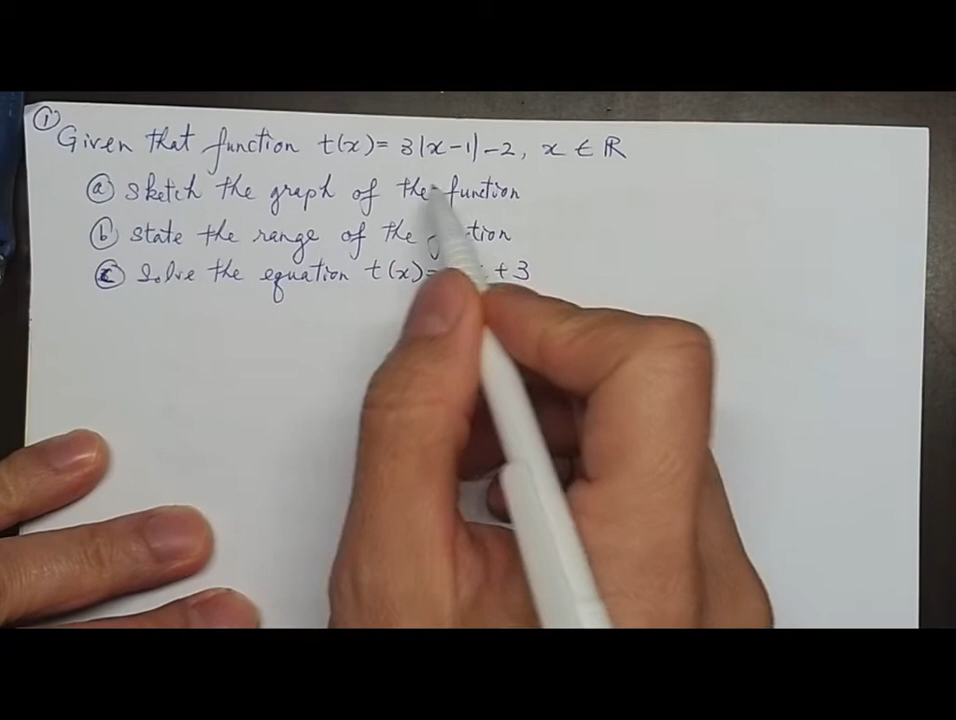 ① Given that function t(x) = 3|x-1| -2, x ∈ ℝ
ⓐ sketch the graph of the function
ⓑ state the range of the
ⓒ solve the equation t(x) = + 3